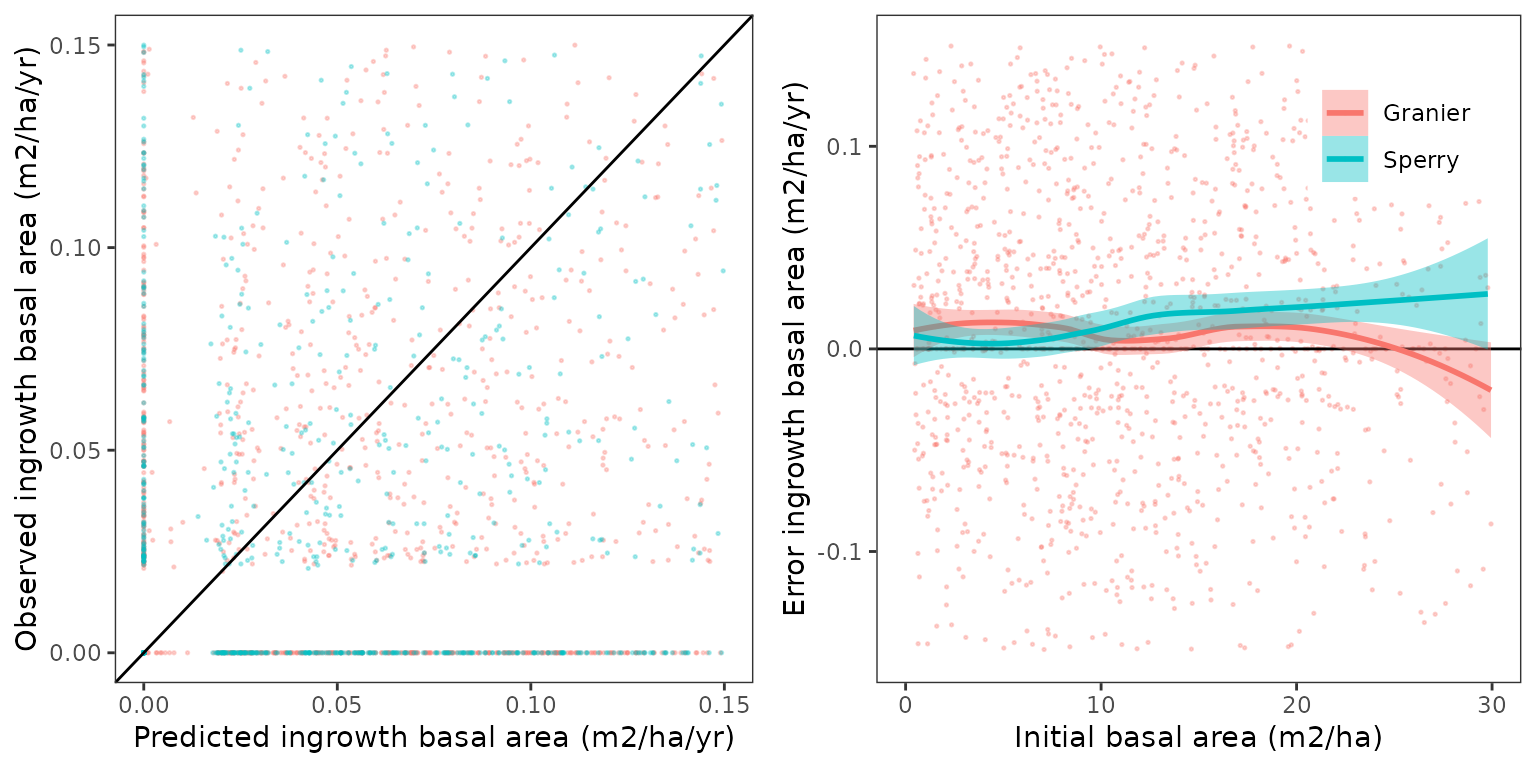 Observed ingrowth basal area (m2/ha/yr)
0.15
0.10
0.05
0.00
0.00 0.05 0.10 0.15
Predicted ingrowth basal area (m2/ha/yr)
Error ingrowth basal area (m2/ha/yr)
0.1
0.0
-0.1
Granier
Sperry
0 10 20 30
Initial basal area (m2/ha)